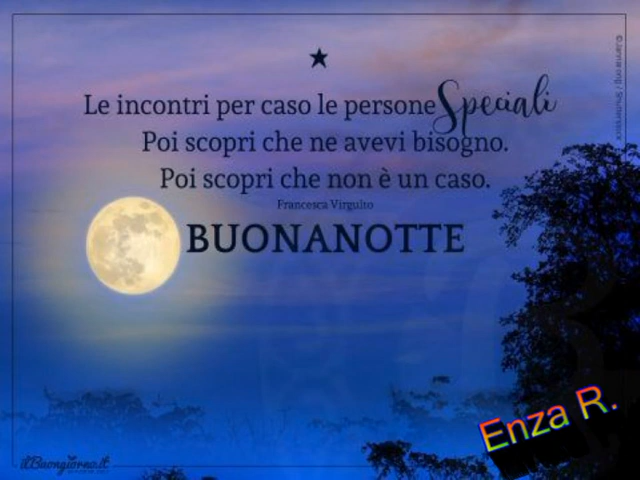 Le incontri per caso le persone Speciali
Poi scopri che ne avevi bisogno.
Poi scopri che non è un caso.
Francesca Virgulto
BUONANOTTE
Enza R.
ilBuongiorno.it